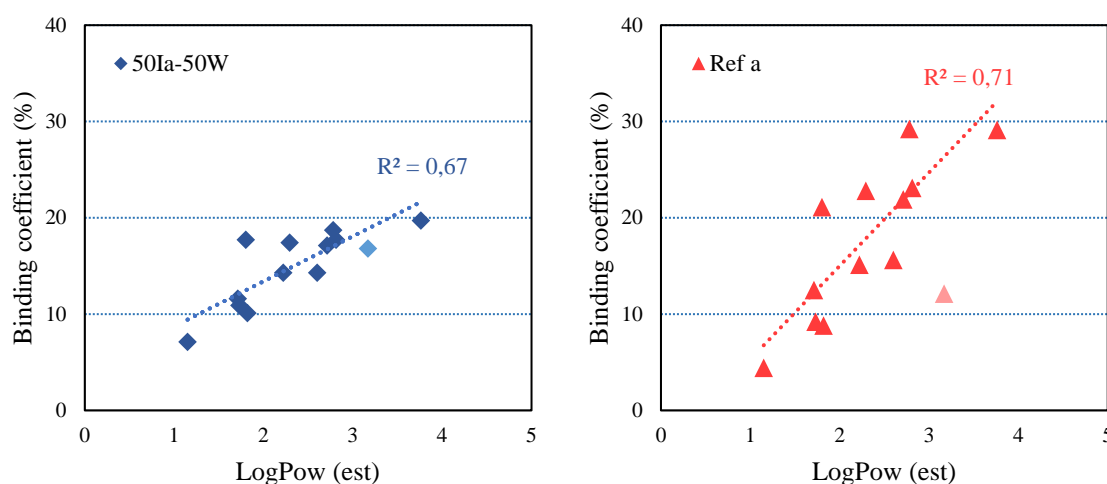 40
30
20
10
0
Binding coefficient (%)
50Ia-50W
R² = 0,67
0 1 2 3 4 5
LogPow (est)
40
30
20
10
0
Binding coefficient (%)
Ref a
R² = 0,71
0 1 2 3 4 5
LogPow (est)